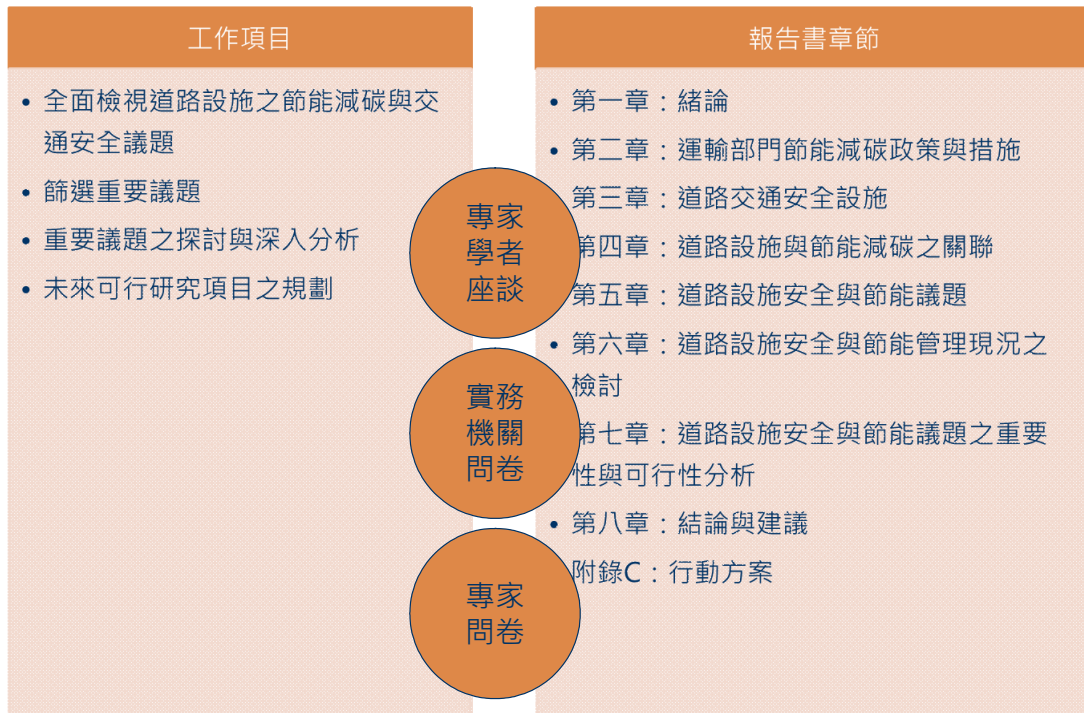 工作項目
• 全面檢視道路設施之節能減碳與交
通安全議題
• 篩選重要議題
• 重要議題之探討與深入分析
• 未來可行研究項目之規劃
專家
學者
座談
實務
機關
問卷
專家
問卷
報告書章節
• 第一章：緒論
• 第二章：運輸部門節能減碳政策與措施
第三章：道路交通安全設施
第四章：道路設施與節能減碳之關聯
第五章：道路設施安全與節能議題
• 第六章：道路設施安全與節能管理現況之
檢討
第七章：道路設施安全與節能議題之重要
性與可行性分析
• 第八章：結論與建議
附錄C：行動方案